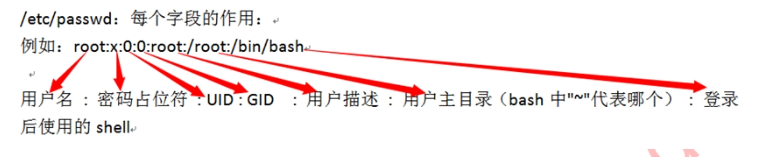 /etc/passwd：每个字段的作用：
例如：root:x:0:0:root:/root:/bin/bash
用户名 : 密码占位符 :UID : GID : 用户描述 : 用户主目录（bash 中"~"代表哪个） : 登录
后使用的 shell